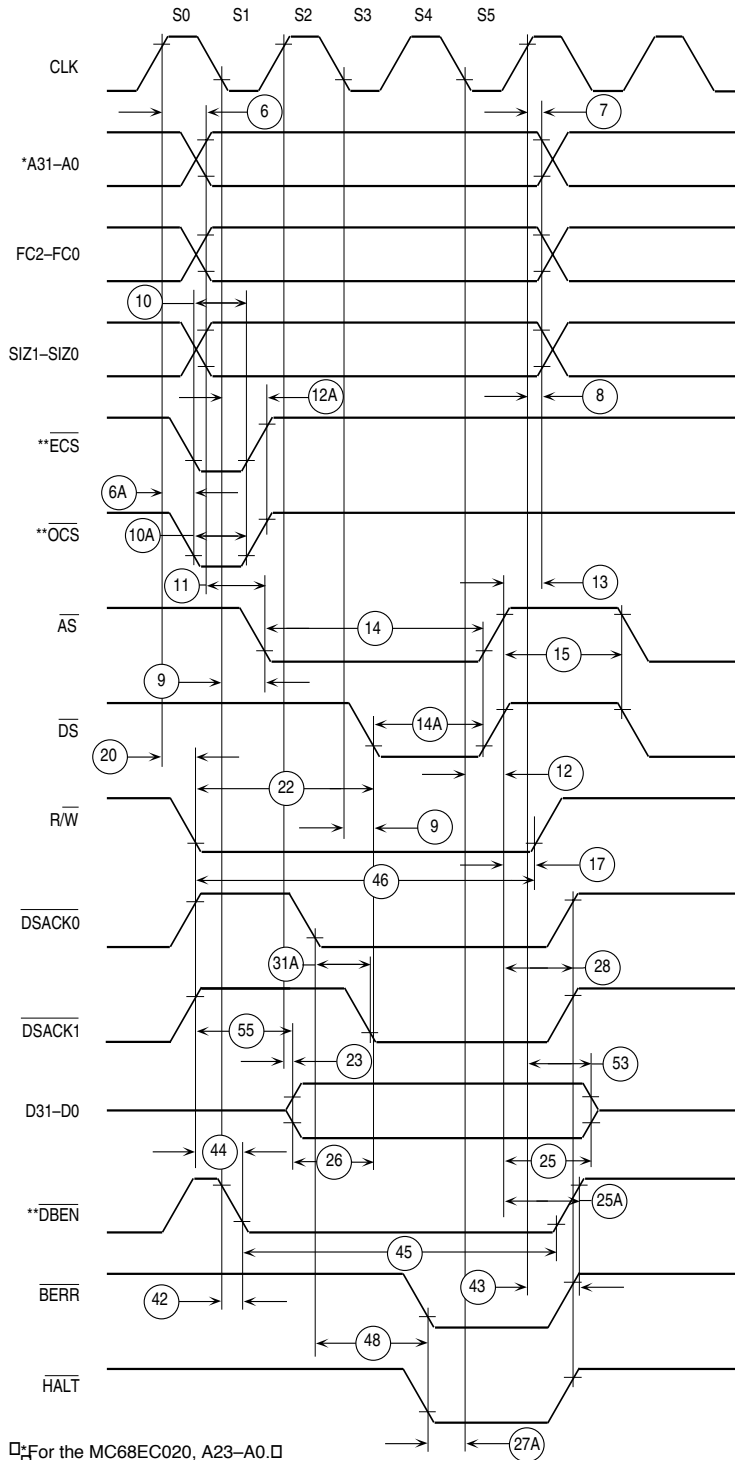 S0 S1 S2 S3 S4 S5
CLK
6 7
*A31–A0
FC2–FC0
10
SIZ1–SIZ0
12A 8
**ECS
6A
**OCS
10A
11 13
AS
14
15
9
DS
14A
20 12
22
R/W
9
17
46
DSACK0
31A 28
DSACK1
55
23 53
D31–D0
44 26 25
25A
**DBEN
45
42 43
BERR
48
HALT
27A
*For the MC68EC020, A23–A0.